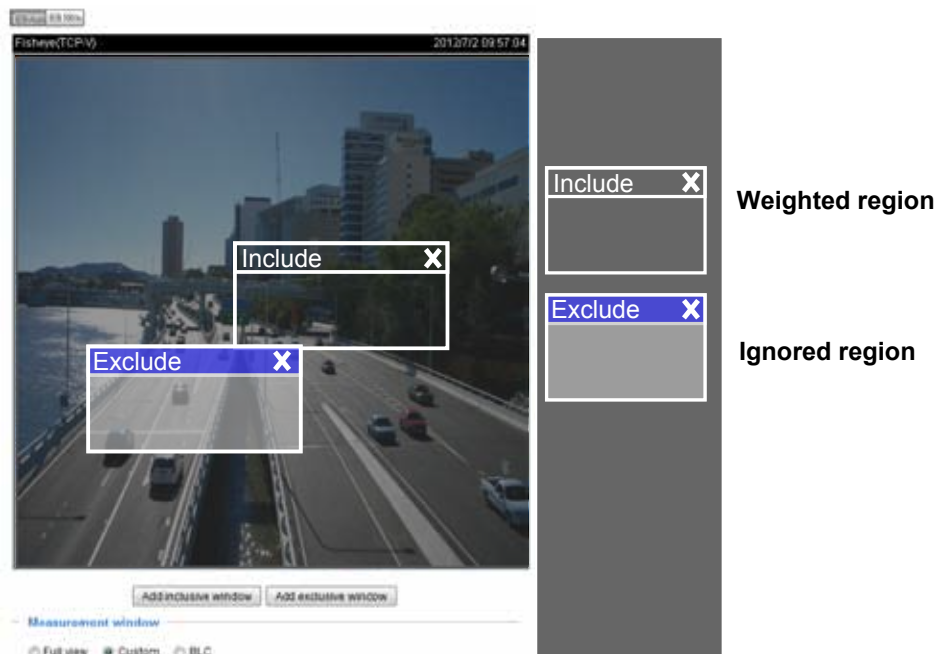 Fisheye(TCP-V) 2012/7/2 09:57:04
Include X
Weighted region
Include X
Exclude X
Ignored region
Exclude X
Add inclusive window Add exclusive window
Measurement window
Full view Custom BLC